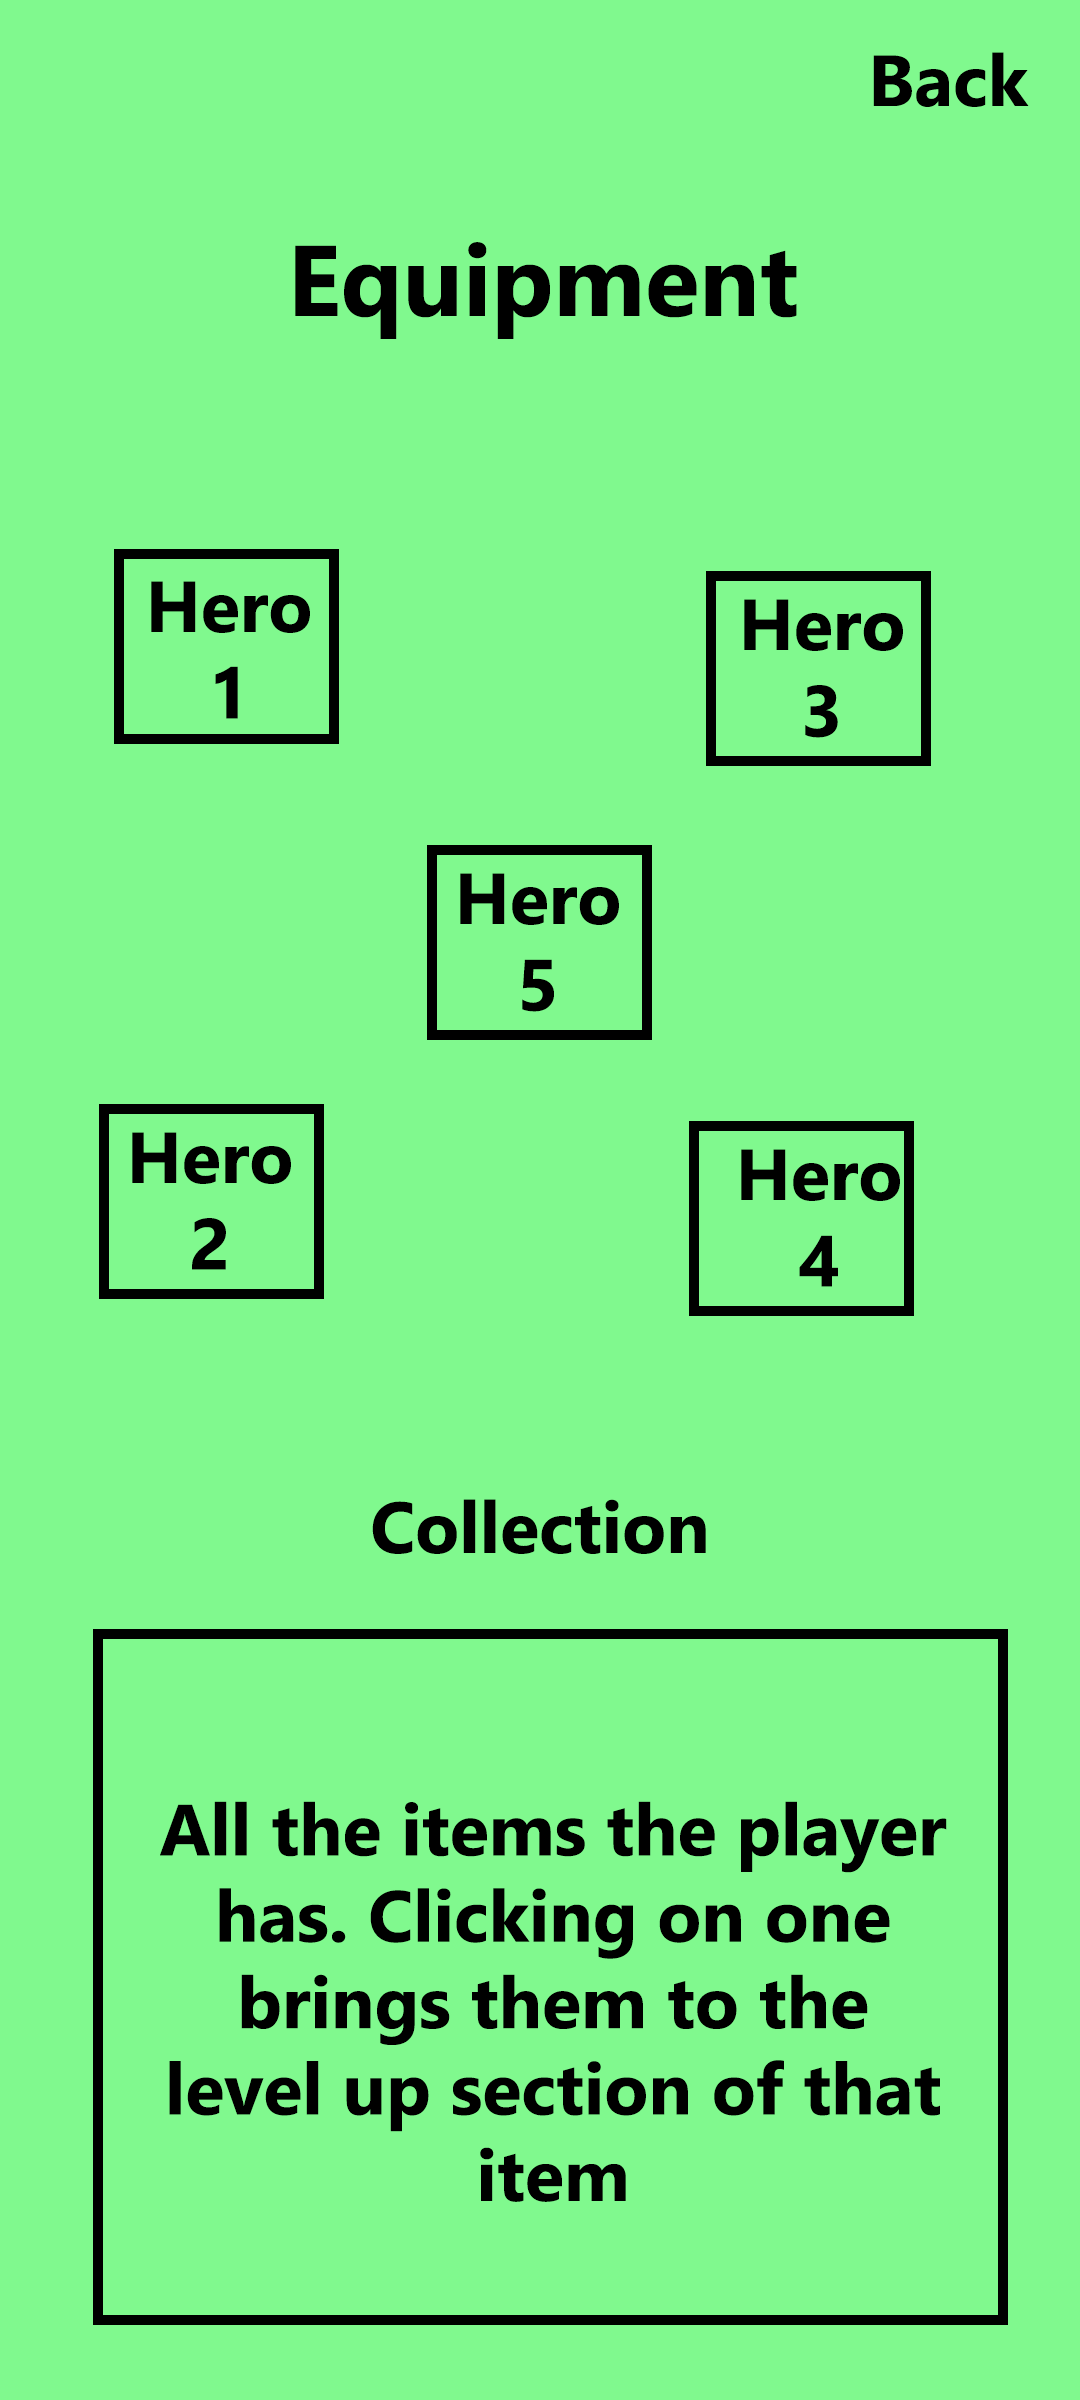 Back
Equipment
Hero
1
Hero
3
Hero
5
Hero
2
Hero
4
Collection
All the items the player
has. Clicking on one
brings them to the
level up section of that
item